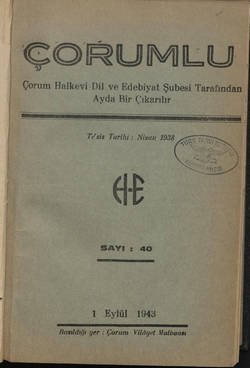 ÇORUMLU
Çorum Halkevi Dil ve Edebiyat Şubesi Tarafından
Ayda Bir Çıkarılır
Te'sis Tarihi : Nisan 1938
SAYI : 40
1 Eylül 1943
Basıldığı yer : Çorum Vilâyet Matbaası